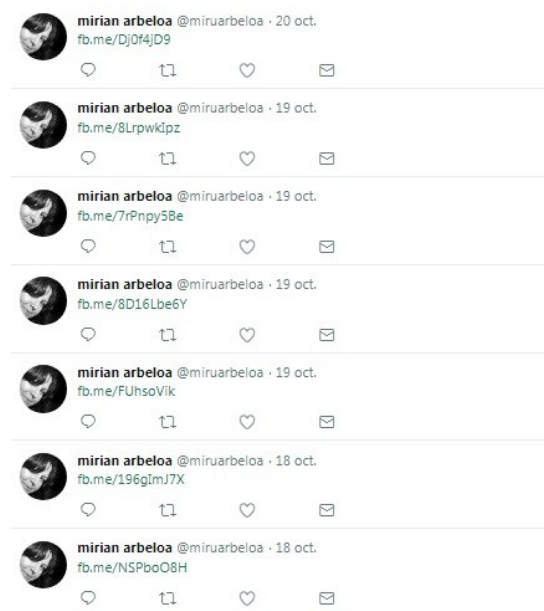 mirian arbeloa @miruarbeloa · 20 oct.
fb.me/Dj0f4jD9
mirian arbeloa @miruarbeloa · 19 oct.
fb.me/8LrpwkIpz
mirian arbeloa @miruarbeloa · 19 oct.
fb.me/7rPnpy5Be
mirian arbeloa @miruarbeloa · 19 oct.
fb.me/8D16Lbe6Y
mirian arbeloa @miruarbeloa · 19 oct.
fb.me/FUhsoVik
mirian arbeloa @miruarbeloa · 18 oct.
fb.me/196gImJ7X
mirian arbeloa @miruarbeloa · 18 oct.
fb.me/NSPboO8H